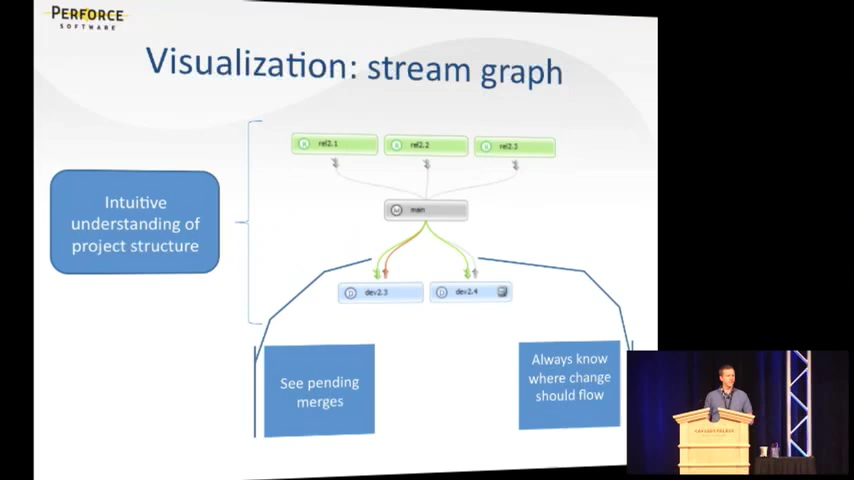 PERFORCE
SOFTWARE
Visualization: stream graph
rel2.1
rel2.2
rel2.3
Intuitive
understanding of
project structure
main
dev2.3
dev2.4
See pending
merges
Always know
where change
should flow